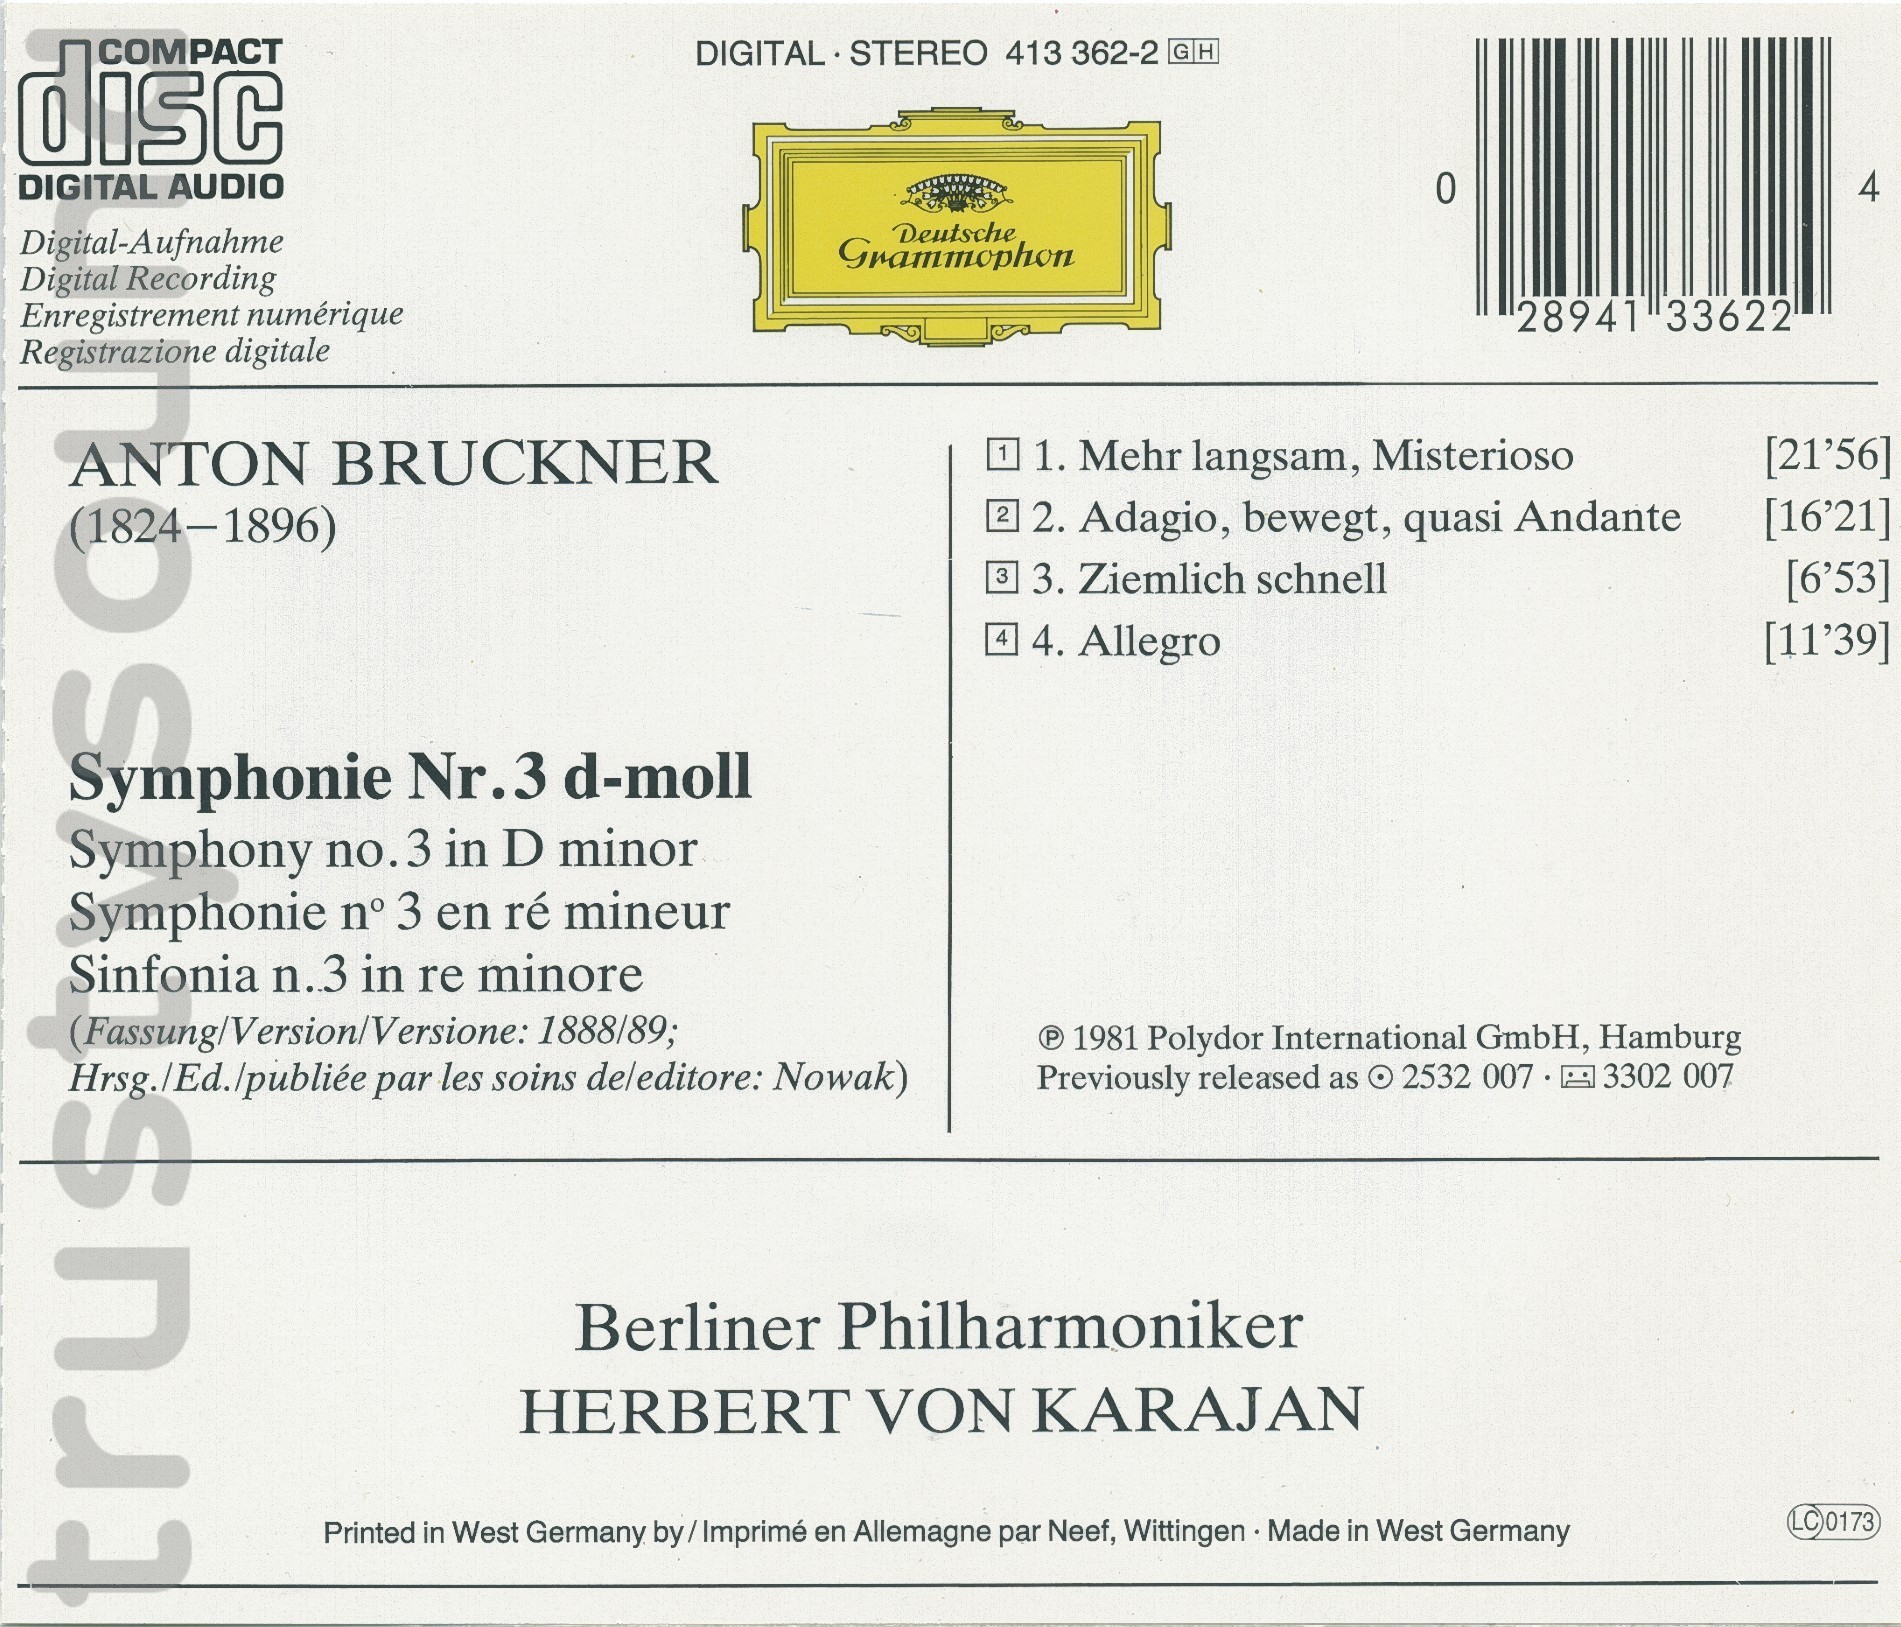 COMPACT
disc
DIGITAL AUDIO
Digital-Aufnahme
Digital Recording
Enregistrement numérique
Registrazione digitale
DIGITAL · STEREO 413 362-2 GH
Deutsche
Grammophon
0 28941 33622 4
ANTON BRUCKNER
(1824–1896)
Symphonie Nr. 3 d-moll
Symphony no. 3 in D minor
Symphonie nº 3 en ré mineur
Sinfonia n. 3 in re minore
(Fassung/Version/Versione: 1888/89;
Hrsg./Ed./publiée par les soins de/editore: Nowak)
1 1. Mehr langsam, Misterioso [21’56]
2 2. Adagio, bewegt, quasi Andante [16’21]
3 3. Ziemlich schnell [6’53]
4 4. Allegro [11’39]
℗ 1981 Polydor International GmbH, Hamburg
Previously released as 2532 007 · 3302 007
Berliner Philharmoniker
HERBERT VON KARAJAN
Printed in West Germany by / Imprimé en Allemagne par Neef, Wittingen · Made in West Germany
LC 0173
trustysound